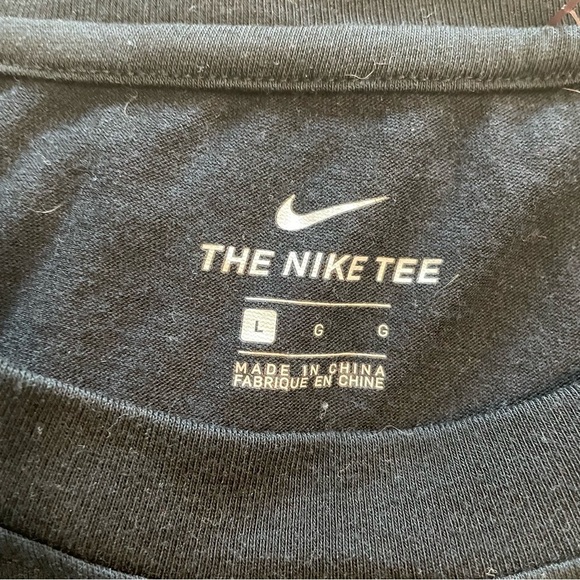 THE NIKE TEE
L G G
MADE IN CHINA
FABRIQUE EN CHINE